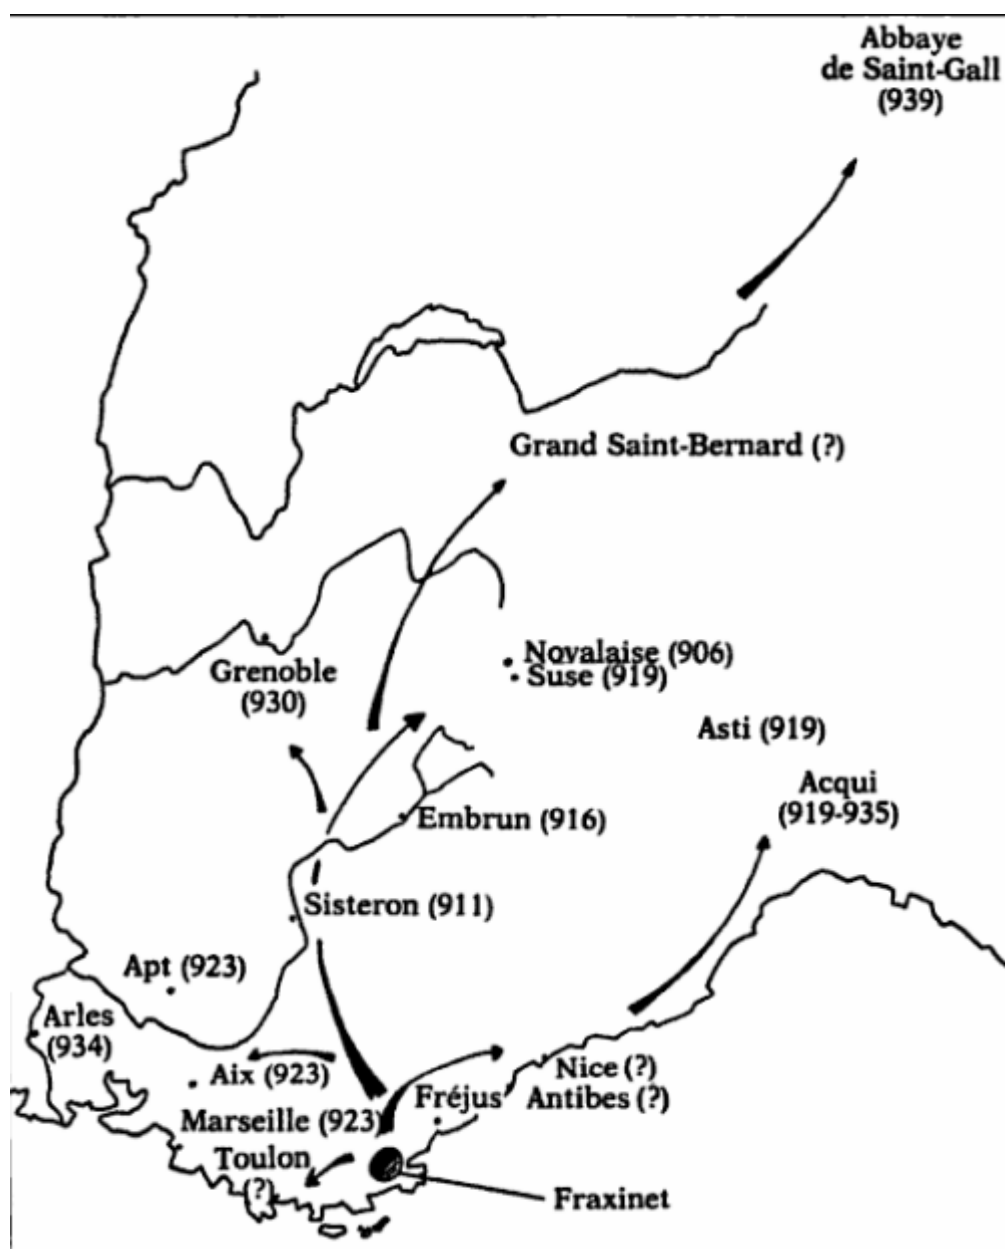 Abbaye
de Saint-Gall
(939)
Grand Saint-Bernard (?)
Novalaise (906)
Suse (919)
Grenoble
(930)
Asti (919)
Acqui
(919-935)
Embrun (916)
Sisteron (911)
Apt (923)
Arles
(934)
Aix (923)
Nice (?)
Antibes (?)
Fréjus
Marseille (923)
Toulon
(?)
Fraxinet